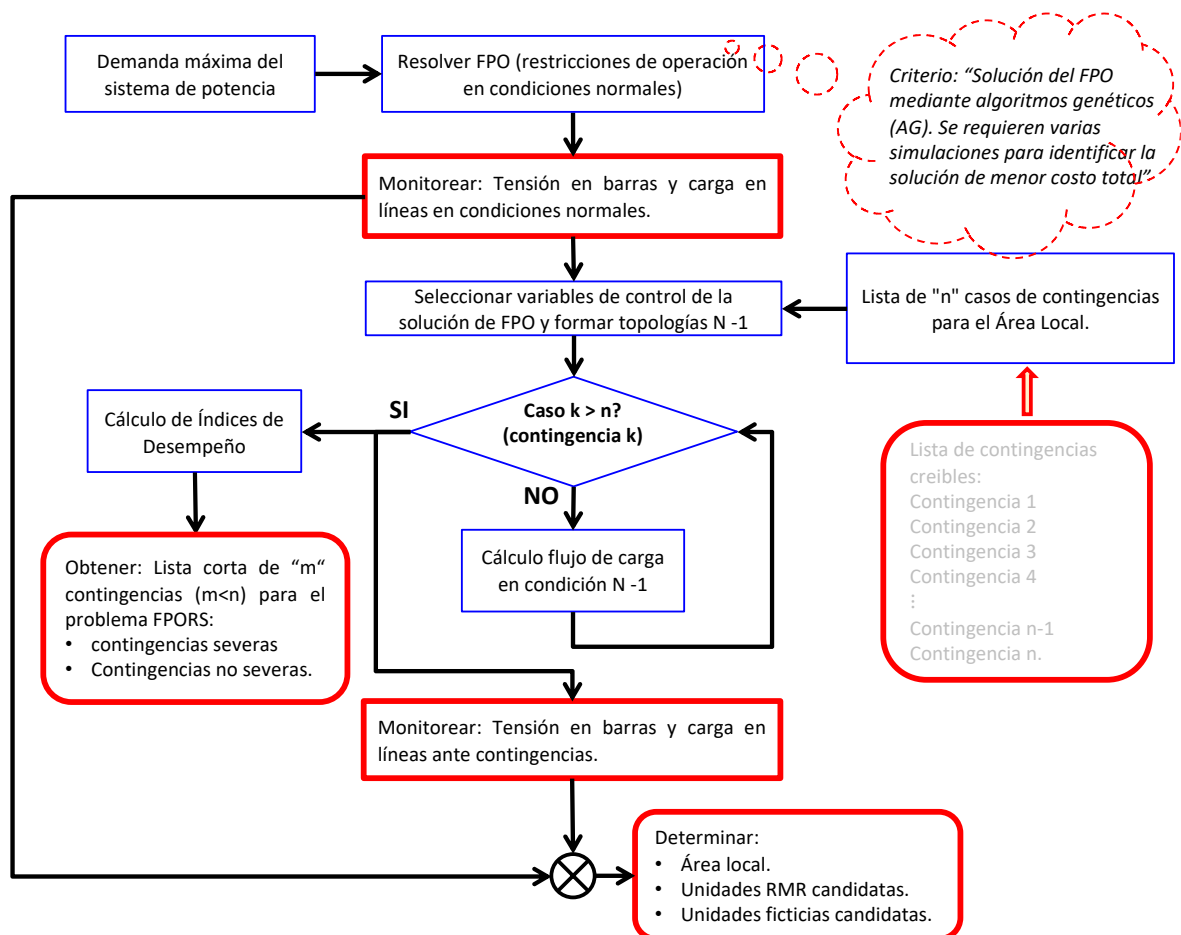 Demanda máxima del
sistema de potencia
Resolver FPO (restricciones de operación
en condiciones normales)
Criterio: “Solución del FPO
mediante algoritmos genéticos
(AG). Se requieren varias
simulaciones para identificar la
solución de menor costo total”
Monitorear: Tensión en barras y carga en
líneas en condiciones normales.
Seleccionar variables de control de la
solución de FPO y formar topologías N -1
Lista de "n" casos de contingencias
para el Área Local.
Caso k > n?
(contingencia k)
SI
NO
Cálculo de Índices de
Desempeño
Cálculo flujo de carga
en condición N -1
Lista de contingencias
creibles:
Contingencia 1
Contingencia 2
Contingencia 3
Contingencia 4
⋮
Contingencia n-1
Contingencia n.
Obtener: Lista corta de “m“
contingencias (m<n) para el
problema FPORS:
• contingencias severas
• Contingencias no severas.
Monitorear: Tensión en barras y carga en
líneas ante contingencias.
Determinar:
• Área local.
• Unidades RMR candidatas.
• Unidades ficticias candidatas.